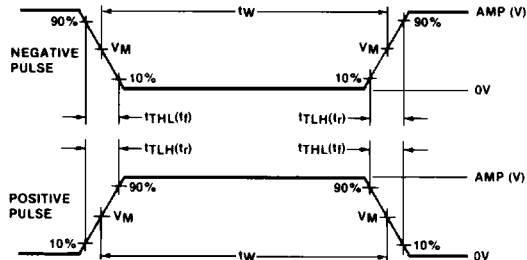 90% tW 90% AMP (V)
NEGATIVE PULSE VM VM
10% 10% 0V
tTHL(tf) tTLH(tr)
tTLH(tr) tTHL(tf)
90% 90% AMP (V)
POSITIVE PULSE VM VM
10% tW 10% 0V